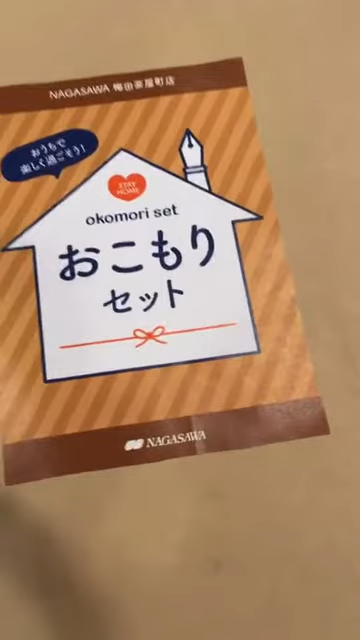 NAGASAWA 梅田茶屋町店
おうちで
楽しく過ごそう!
STAY
HOME
okomori set
おこもり
セット
NAGASAWA